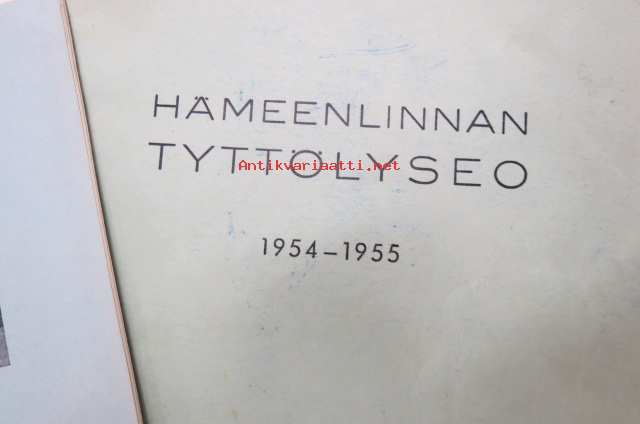 HÄMEENLINNAN
TYTTÖLYSEO
Antikvariaatti.net
1954–1955